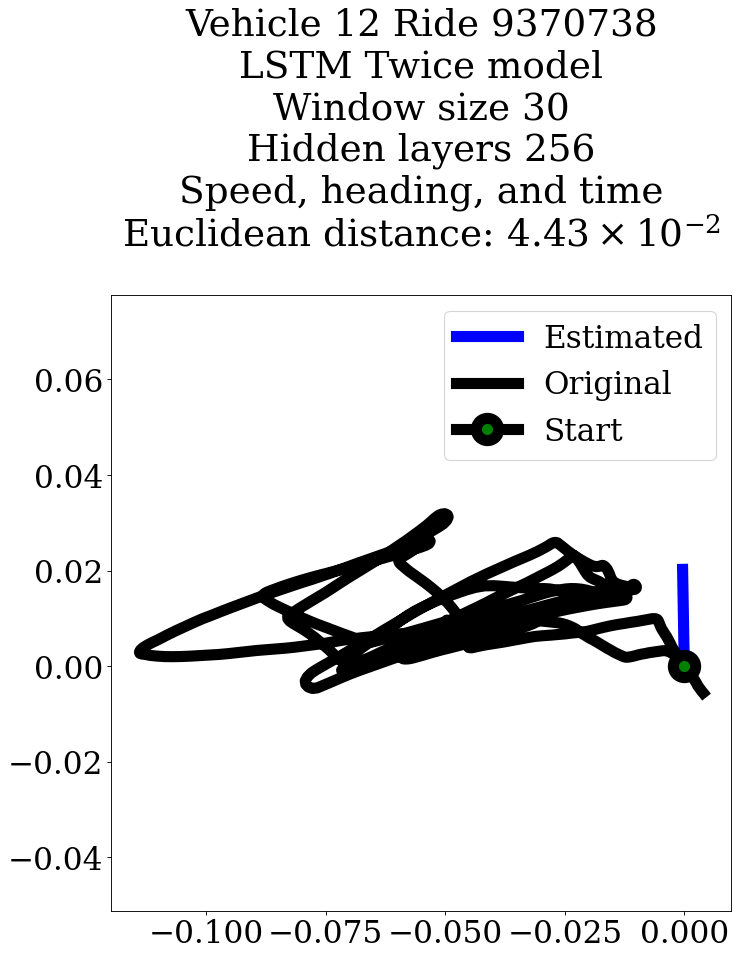 Vehicle 12 Ride 9370738
LSTM Twice model
Window size 30
Hidden layers 256
Speed, heading, and time
Euclidean distance: 4.43 × 10⁻²
Estimated
Original
Start
0.06
0.04
0.02
0.00
−0.02
−0.04
−0.100 −0.075 −0.050 −0.025 0.000